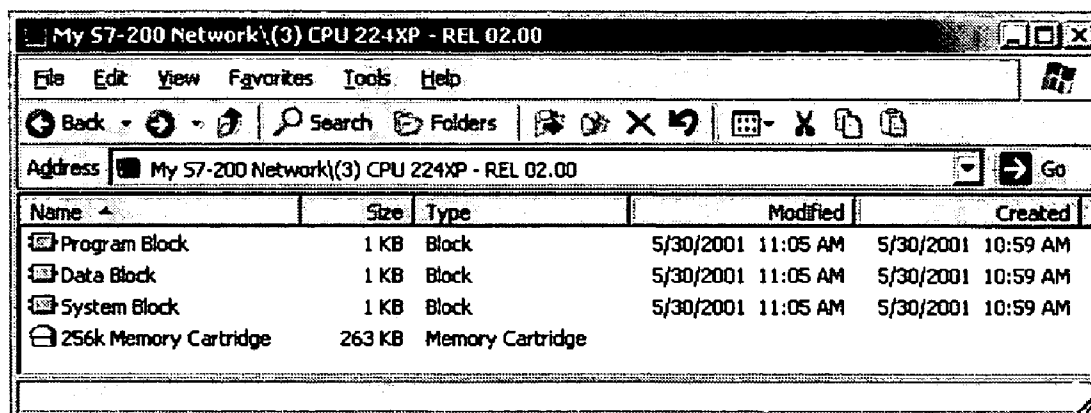 My S7-200 Network\(3) CPU 224XP - REL 02.00
File Edit View Favorites Tools Help
Back Search Folders
Address My S7-200 Network\(3) CPU 224XP - REL 02.00 Go
Name Size Type Modified Created
Program Block 1 KB Block 5/30/2001 11:05 AM 5/30/2001 10:59 AM
Data Block 1 KB Block 5/30/2001 11:05 AM 5/30/2001 10:59 AM
System Block 1 KB Block 5/30/2001 11:05 AM 5/30/2001 10:59 AM
256k Memory Cartridge 263 KB Memory Cartridge